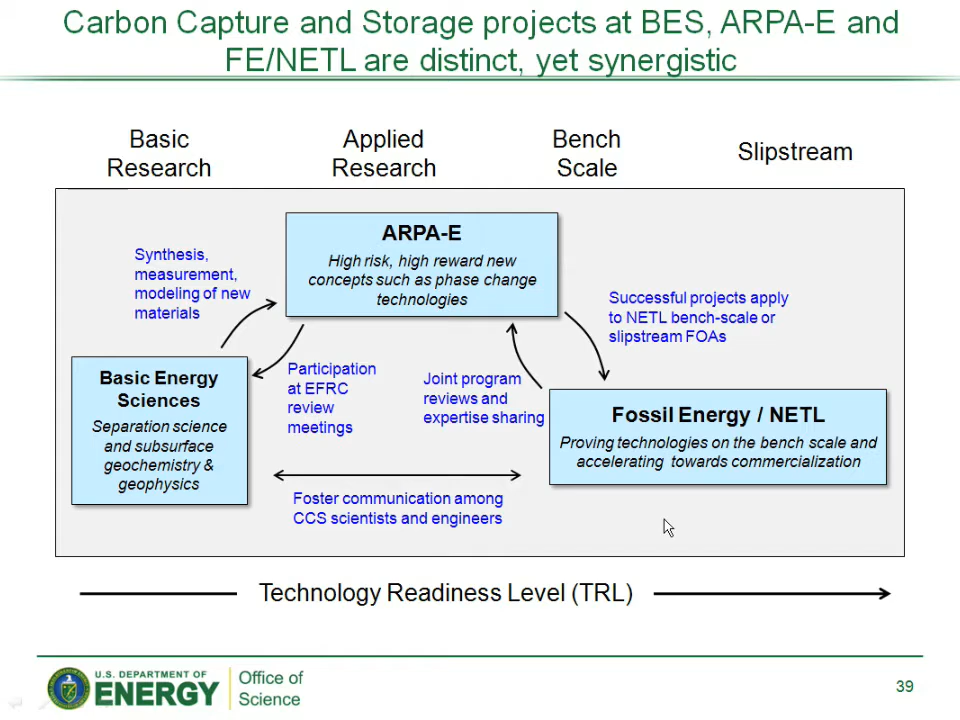 Carbon Capture and Storage projects at BES, ARPA-E and
FE/NETL are distinct, yet synergistic
Basic
Research
Applied
Research
Bench
Scale
Slipstream
ARPA-E
High risk, high reward new
concepts such as phase change
technologies
Synthesis,
measurement,
modeling of new
materials
Successful projects apply
to NETL bench-scale or
slipstream FOAs
Basic Energy
Sciences
Separation science
and subsurface
geochemistry &
geophysics
Participation
at EFRC
review
meetings
Joint program
reviews and
expertise sharing
Fossil Energy / NETL
Proving technologies on the bench scale and
accelerating towards commercialization
Foster communication among
CCS scientists and engineers
Technology Readiness Level (TRL)
U.S. DEPARTMENT OF
ENERGY
Office of
Science
39